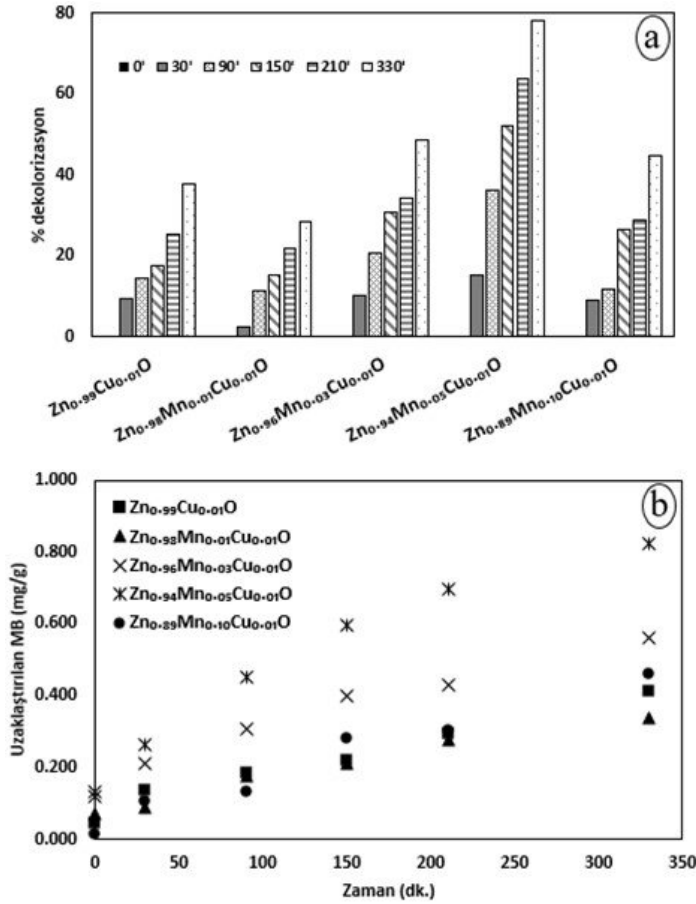 80
a
0' 30' 90' 150' 210' 330'
60
% dekolorizasyon
40
20
0
Zn₀.₉₉Cu₀.₀₁O
Zn₀.₉₈Mn₀.₀₁Cu₀.₀₁O
Zn₀.₉₆Mn₀.₀₃Cu₀.₀₁O
Zn₀.₉₄Mn₀.₀₅Cu₀.₀₁O
Zn₀.₈₉Mn₀.₁₀Cu₀.₀₁O
1.000
b
Zn₀.₉₉Cu₀.₀₁O
Zn₀.₉₈Mn₀.₀₁Cu₀.₀₁O
Zn₀.₉₆Mn₀.₀₃Cu₀.₀₁O
Zn₀.₉₄Mn₀.₀₅Cu₀.₀₁O
Zn₀.₈₉Mn₀.₁₀Cu₀.₀₁O
0.800
0.600
Uzaklaştırılan MB (mg/g)
0.400
0.200
0.000
0 50 100 150 200 250 300 350
Zaman (dk.)